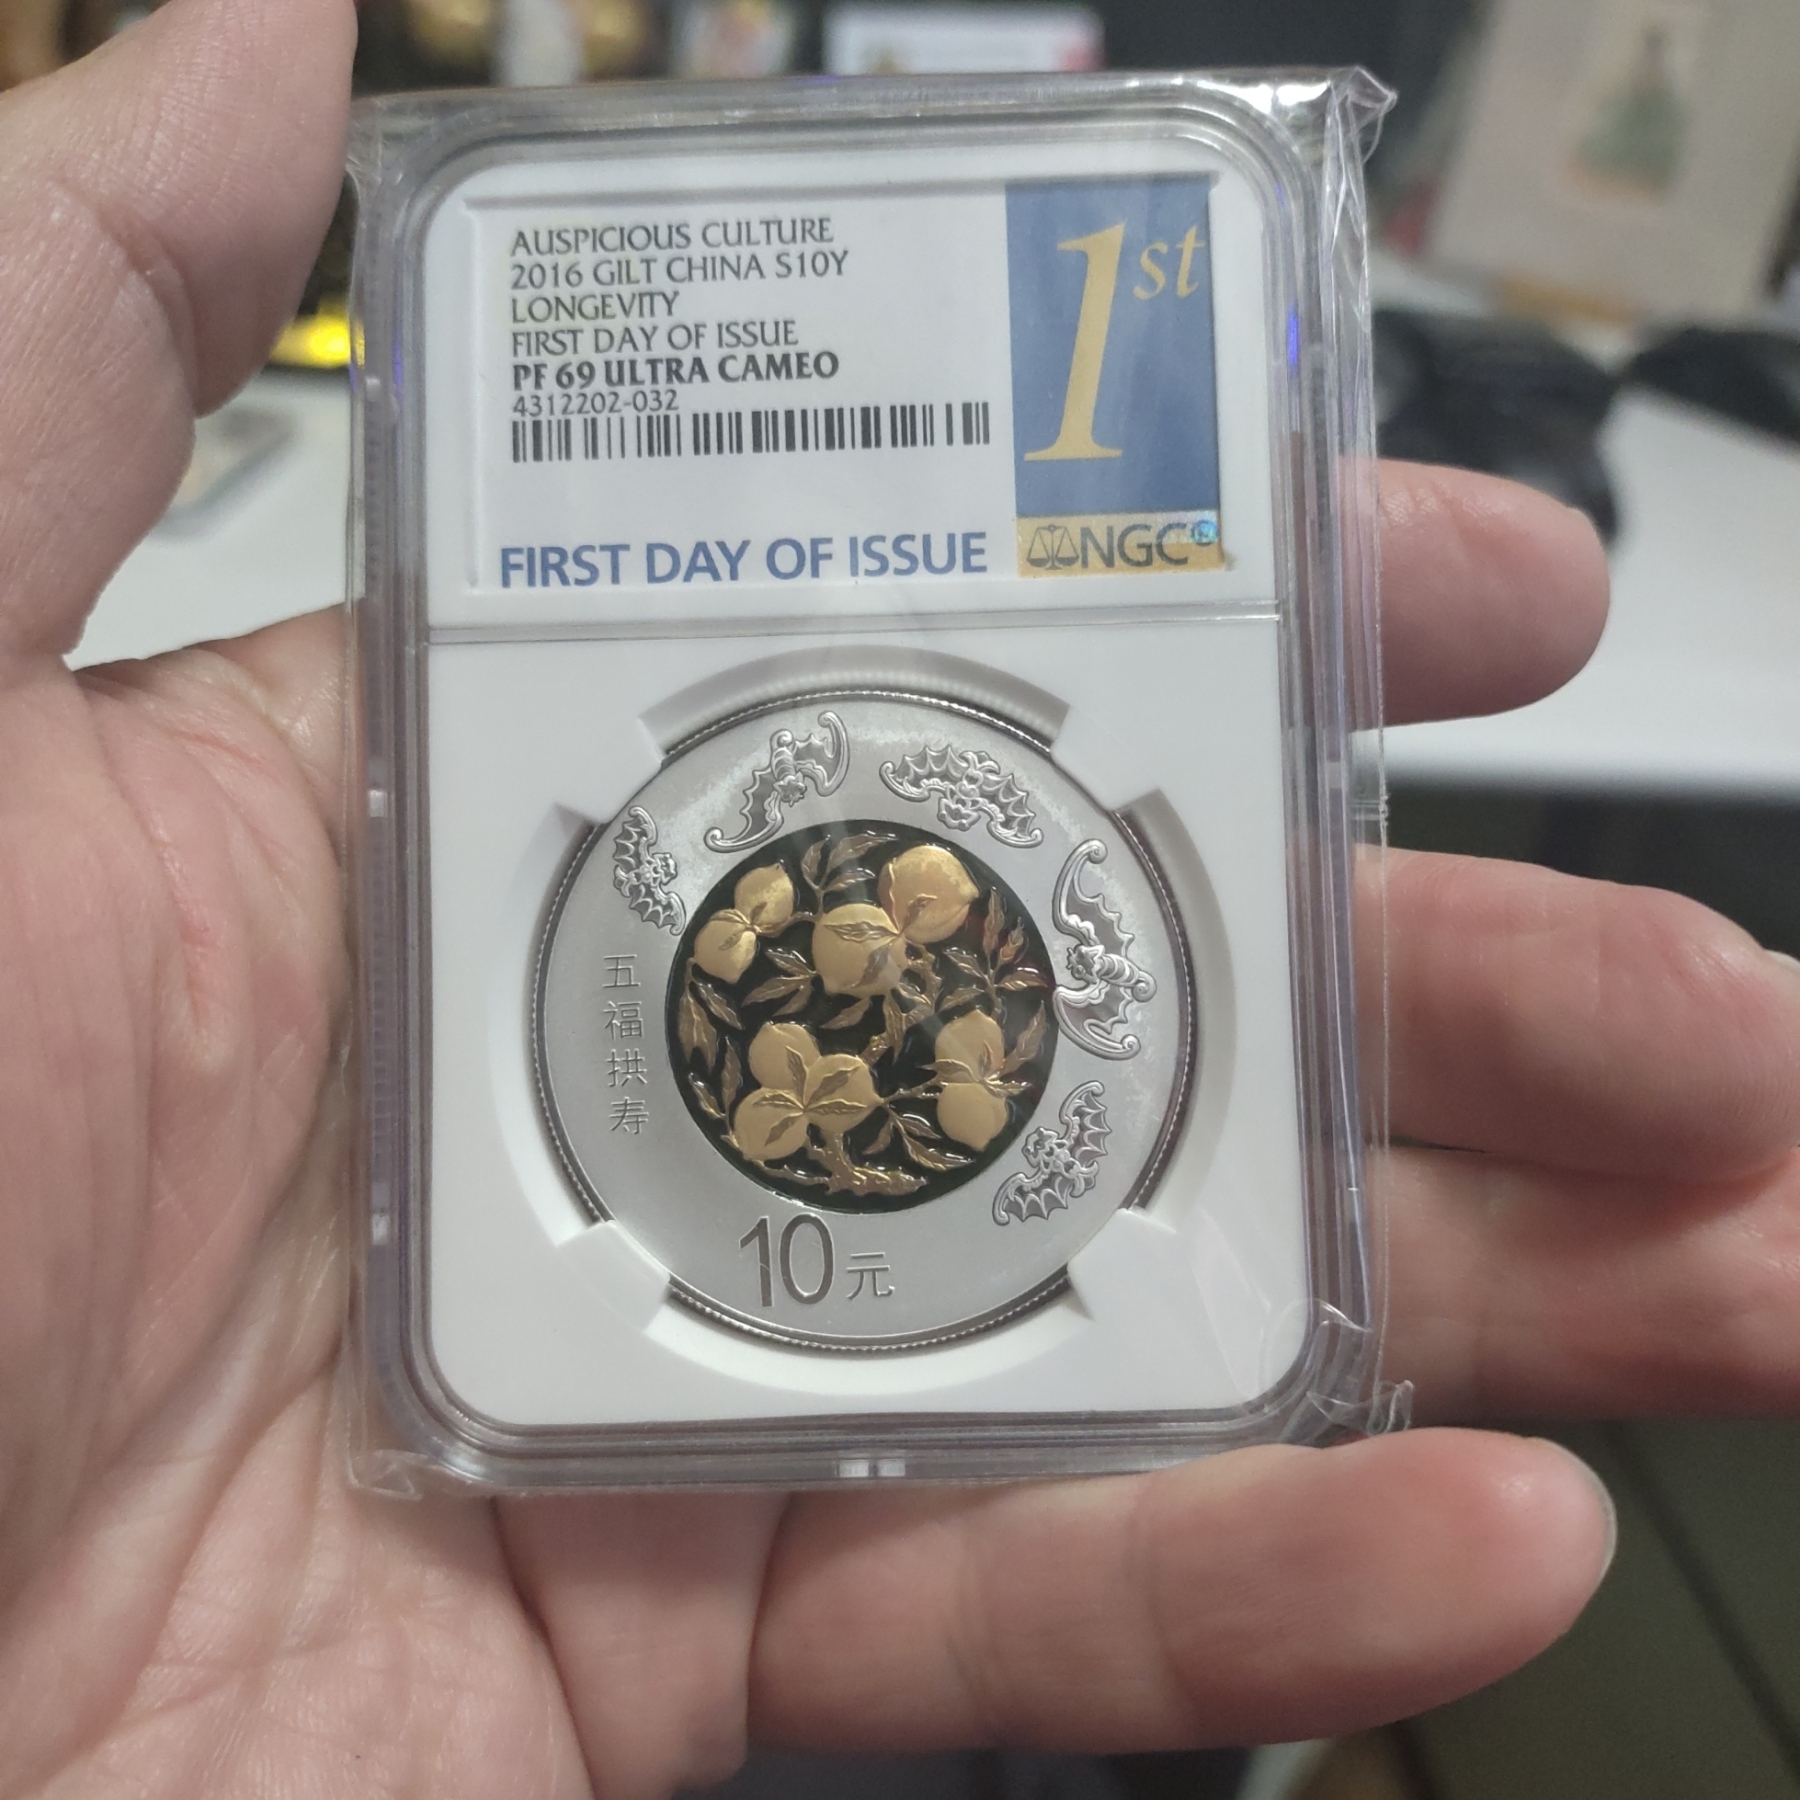 AUSPICIOUS CULTURE
2016 GILT CHINA S10Y
LONGEVITY
FIRST DAY OF ISSUE
PF 69 ULTRA CAMEO
4312202-032
FIRST DAY OF ISSUE
1st
NGC
五福拱寿
10元